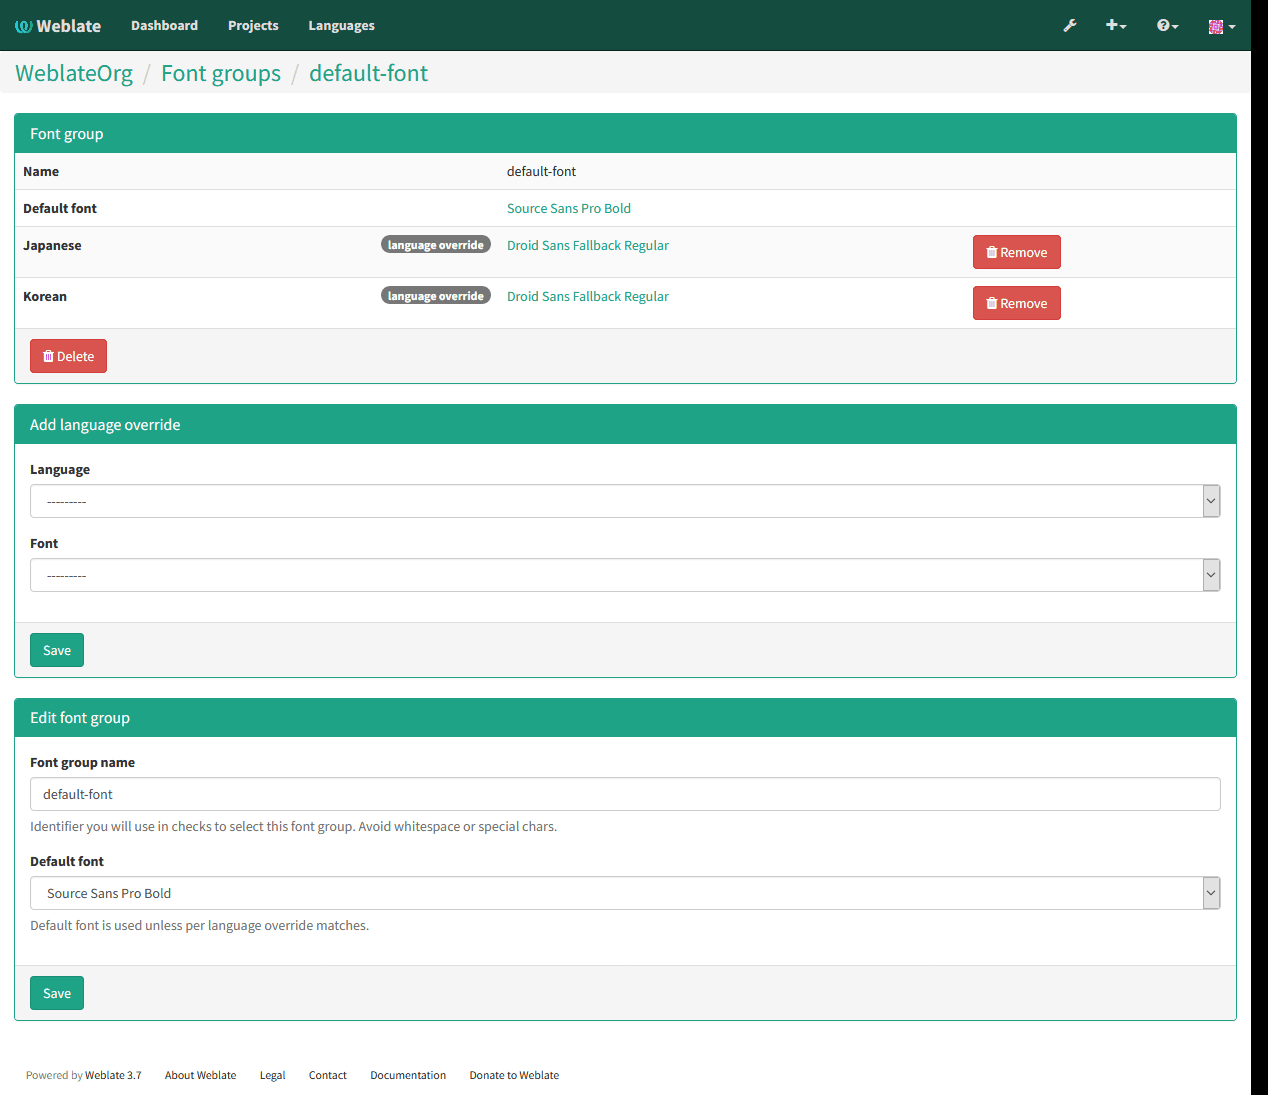 Weblate Dashboard Projects Languages
WeblateOrg / Font groups / default-font
Font group
Name default-font
Default font Source Sans Pro Bold
Japanese language override Droid Sans Fallback Regular Remove
Korean language override Droid Sans Fallback Regular Remove
Delete
Add language override
Language
---------
Font
---------
Save
Edit font group
Font group name
default-font
Identifier you will use in checks to select this font group. Avoid whitespace or special chars.
Default font
Source Sans Pro Bold
Default font is used unless per language override matches.
Save
Powered by Weblate 3.7 About Weblate Legal Contact Documentation Donate to Weblate